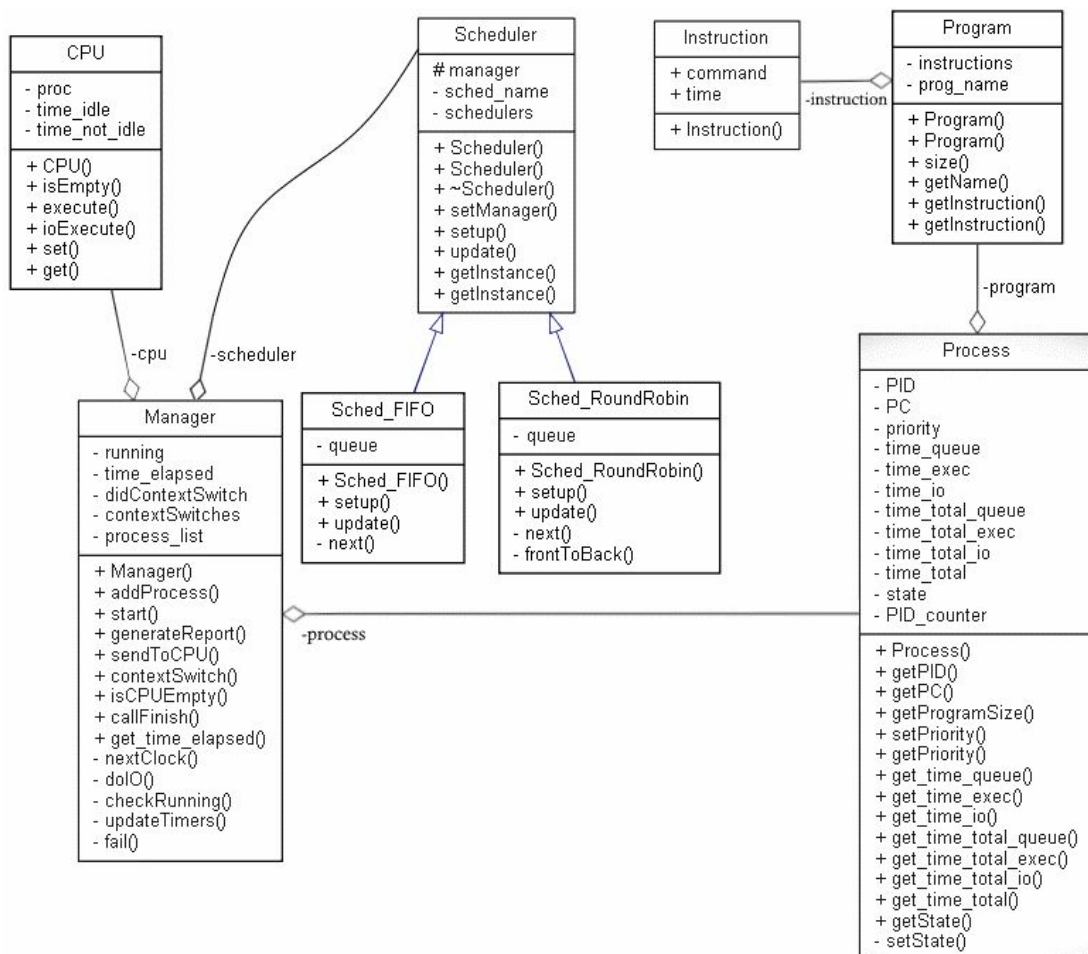 CPU
- proc
- time_idle
- time_not_idle
+ CPU()
+ isEmpty()
+ execute()
+ ioExecute()
+ set()
+ get()
Scheduler
# manager
- sched_name
- schedulers
+ Scheduler()
+ Scheduler()
+ ~Scheduler()
+ setManager()
+ setup()
+ update()
+ getInstance()
+ getInstance()
Instruction
+ command
+ time
+ Instruction()
-instruction
Program
- instructions
- prog_name
+ Program()
+ Program()
+ size()
+ getName()
+ getInstruction()
+ getInstruction()
-program
-cpu
-scheduler
Manager
- running
- time_elapsed
- didContextSwitch
- contextSwitches
- process_list
+ Manager()
+ addProcess()
+ start()
+ generateReport()
+ sendToCPU()
+ contextSwitch()
+ isCPUEmpty()
+ callFinish()
+ get_time_elapsed()
- nextClock()
- doIO()
- checkRunning()
- updateTimers()
- fail()
Sched_FIFO
- queue
+ Sched_FIFO()
+ setup()
+ update()
- next()
Sched_RoundRobin
- queue
+ Sched_RoundRobin()
+ setup()
+ update()
- next()
- frontToBack()
-process
Process
- PID
- PC
- priority
- time_queue
- time_exec
- time_io
- time_total_queue
- time_total_exec
- time_total_io
- time_total
- state
- PID_counter
+ Process()
+ getPID()
+ getPC()
+ getProgramSize()
+ setPriority()
+ getPriority()
+ get_time_queue()
+ get_time_exec()
+ get_time_io()
+ get_time_total_queue()
+ get_time_total_exec()
+ get_time_total_io()
+ get_time_total()
+ getState()
- setState()